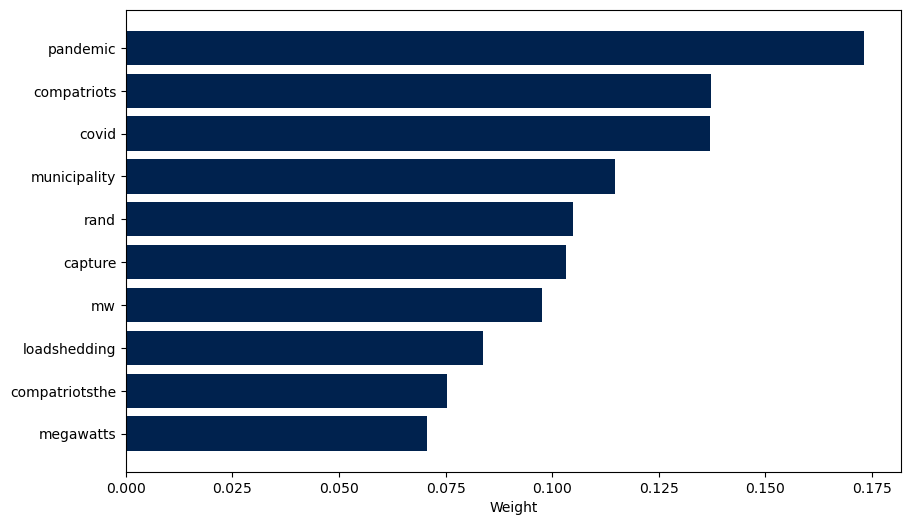 pandemic
compatriots
covid
municipality
rand
capture
mw
loadshedding
compatriotsthe
megawatts
0.000 0.025 0.050 0.075 0.100 0.125 0.150 0.175
Weight